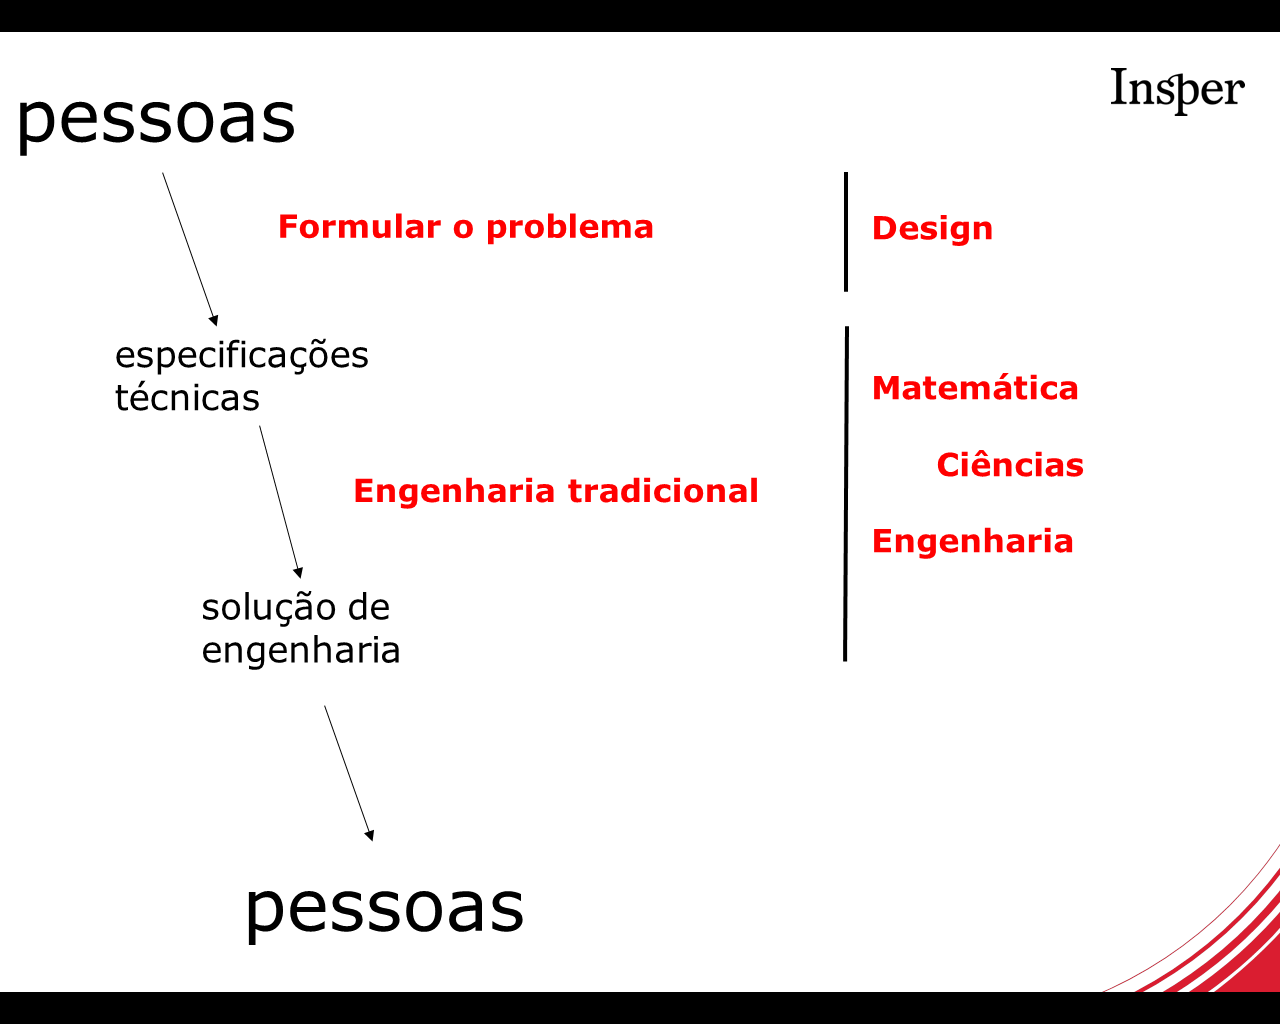 Insper
pessoas
Formular o problema
Design
especificações
técnicas
Matemática
Ciências
Engenharia tradicional
Engenharia
solução de
engenharia
pessoas